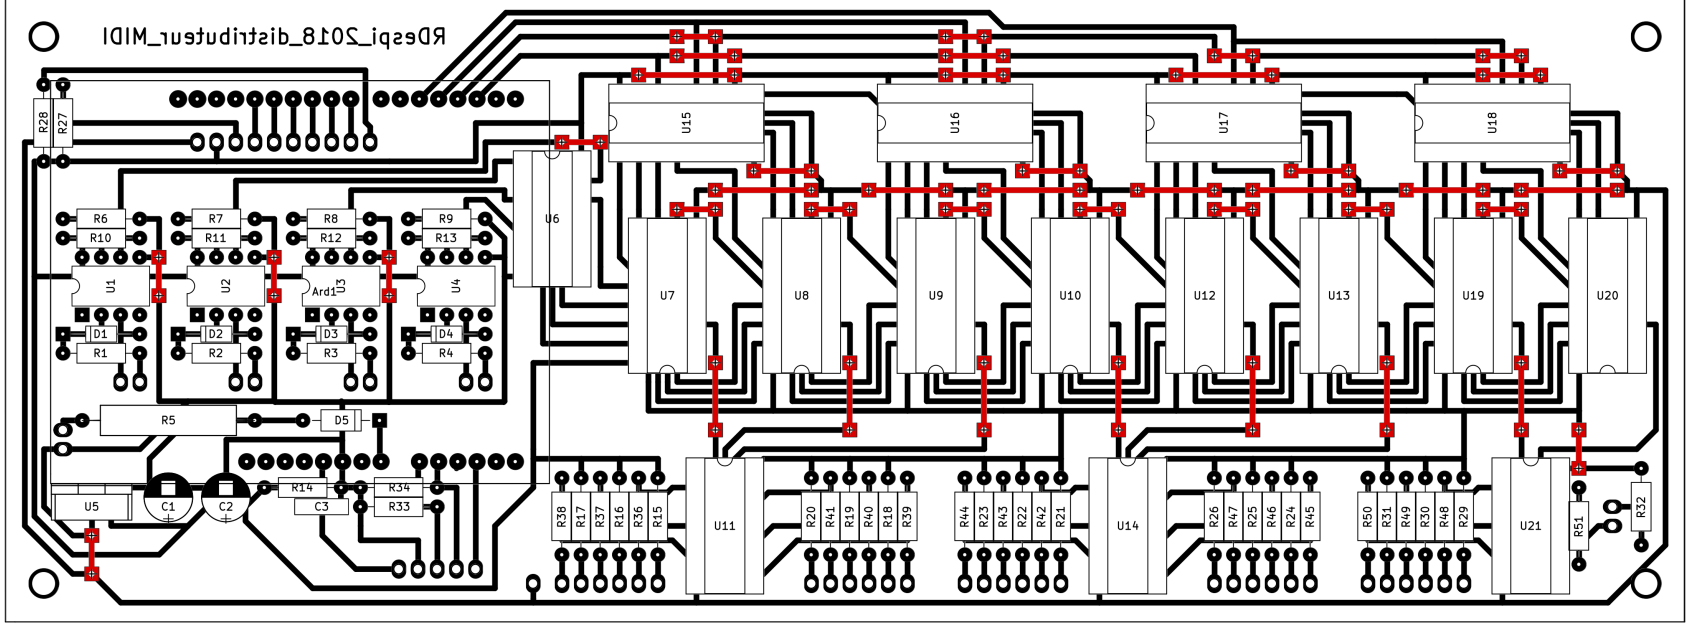 RDespi_2018_distributeur_MIDI
R28
R27
U15
U16
U17
U18
U6
R6
R7
R8
R9
R10
R11
R12
R13
U1
U2
Ard1
U3
U4
U7
U8
U9
U10
U12
U13
U19
U20
D1
D2
D3
D4
R1
R2
R3
R4
R5
D5
R14
R34
U5
C1
C2
C3
R33
R38
R17
R37
R16
R36
R15
U11
R20
R41
R19
R40
R18
R39
R44
R23
R43
R22
R42
R21
U14
R26
R47
R25
R46
R24
R45
R50
R31
R49
R30
R48
R29
U21
R51
R32